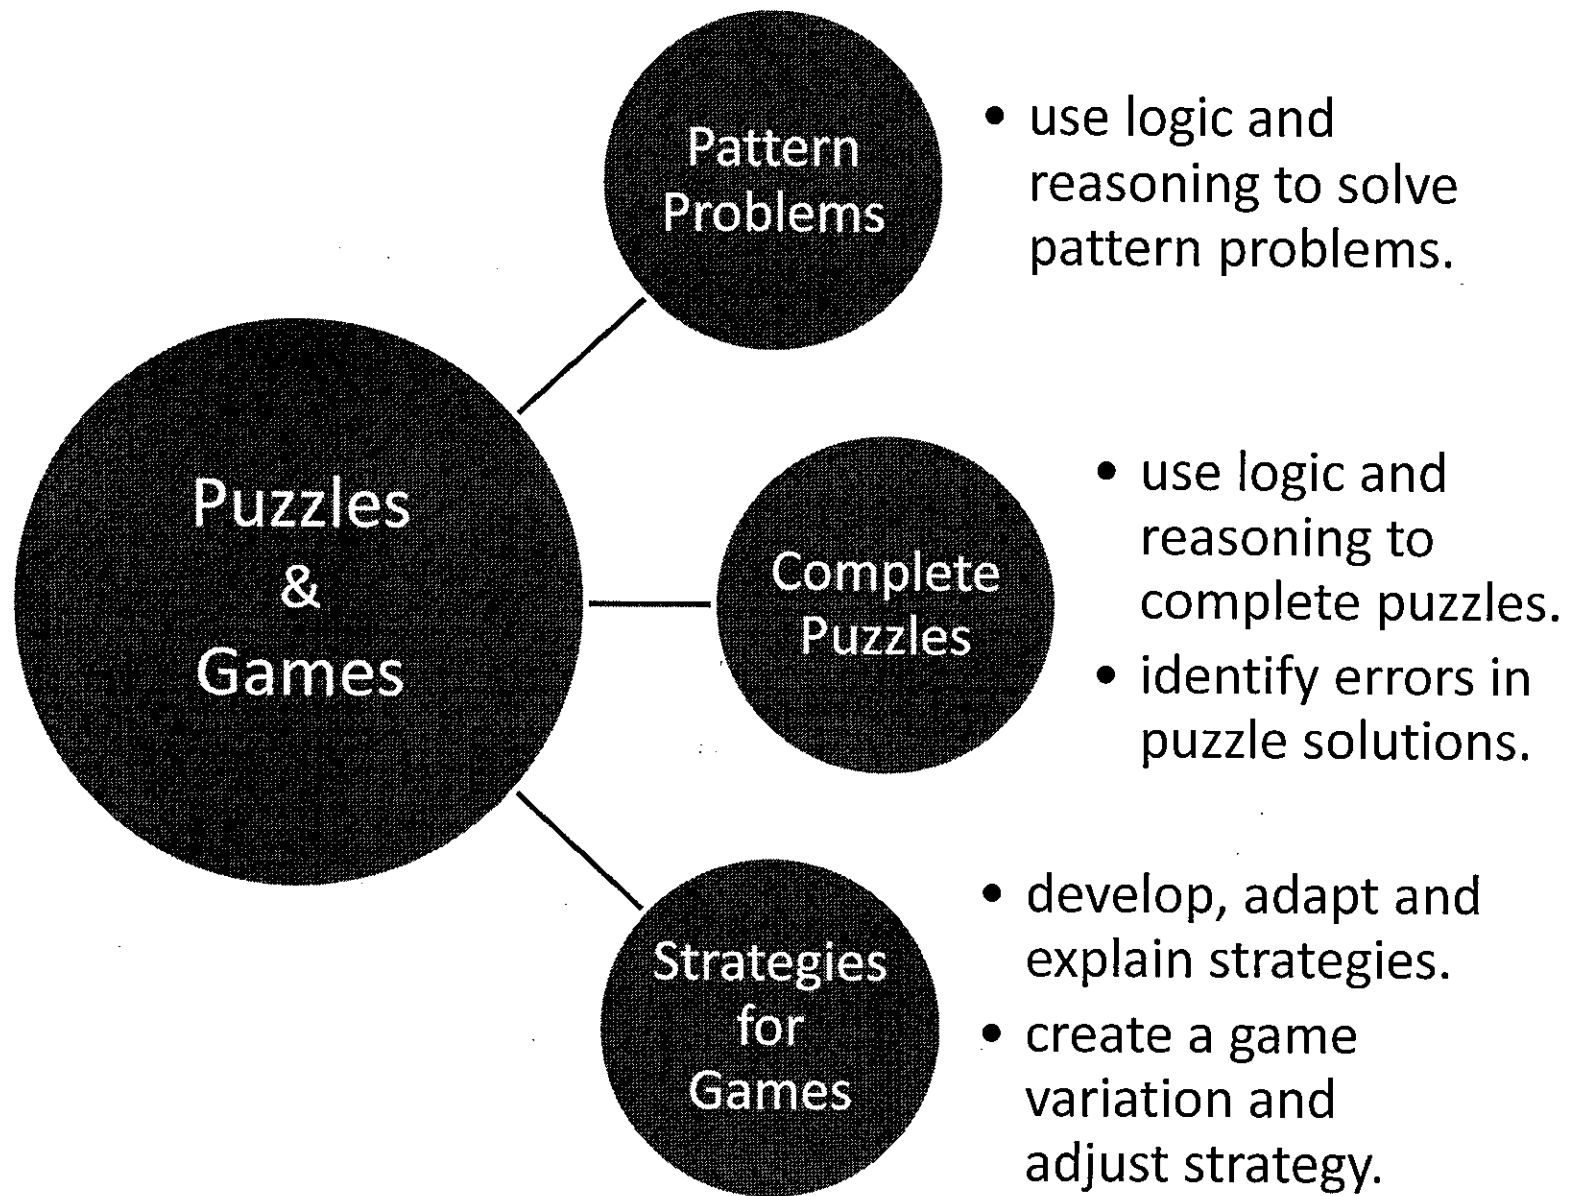 Puzzles
&
Games
Pattern
Problems
• use logic and
reasoning to solve
pattern problems.
Complete
Puzzles
• use logic and
reasoning to
complete puzzles.
• identify errors in
puzzle solutions.
Strategies
for
Games
• develop, adapt and
explain strategies.
• create a game
variation and
adjust strategy.